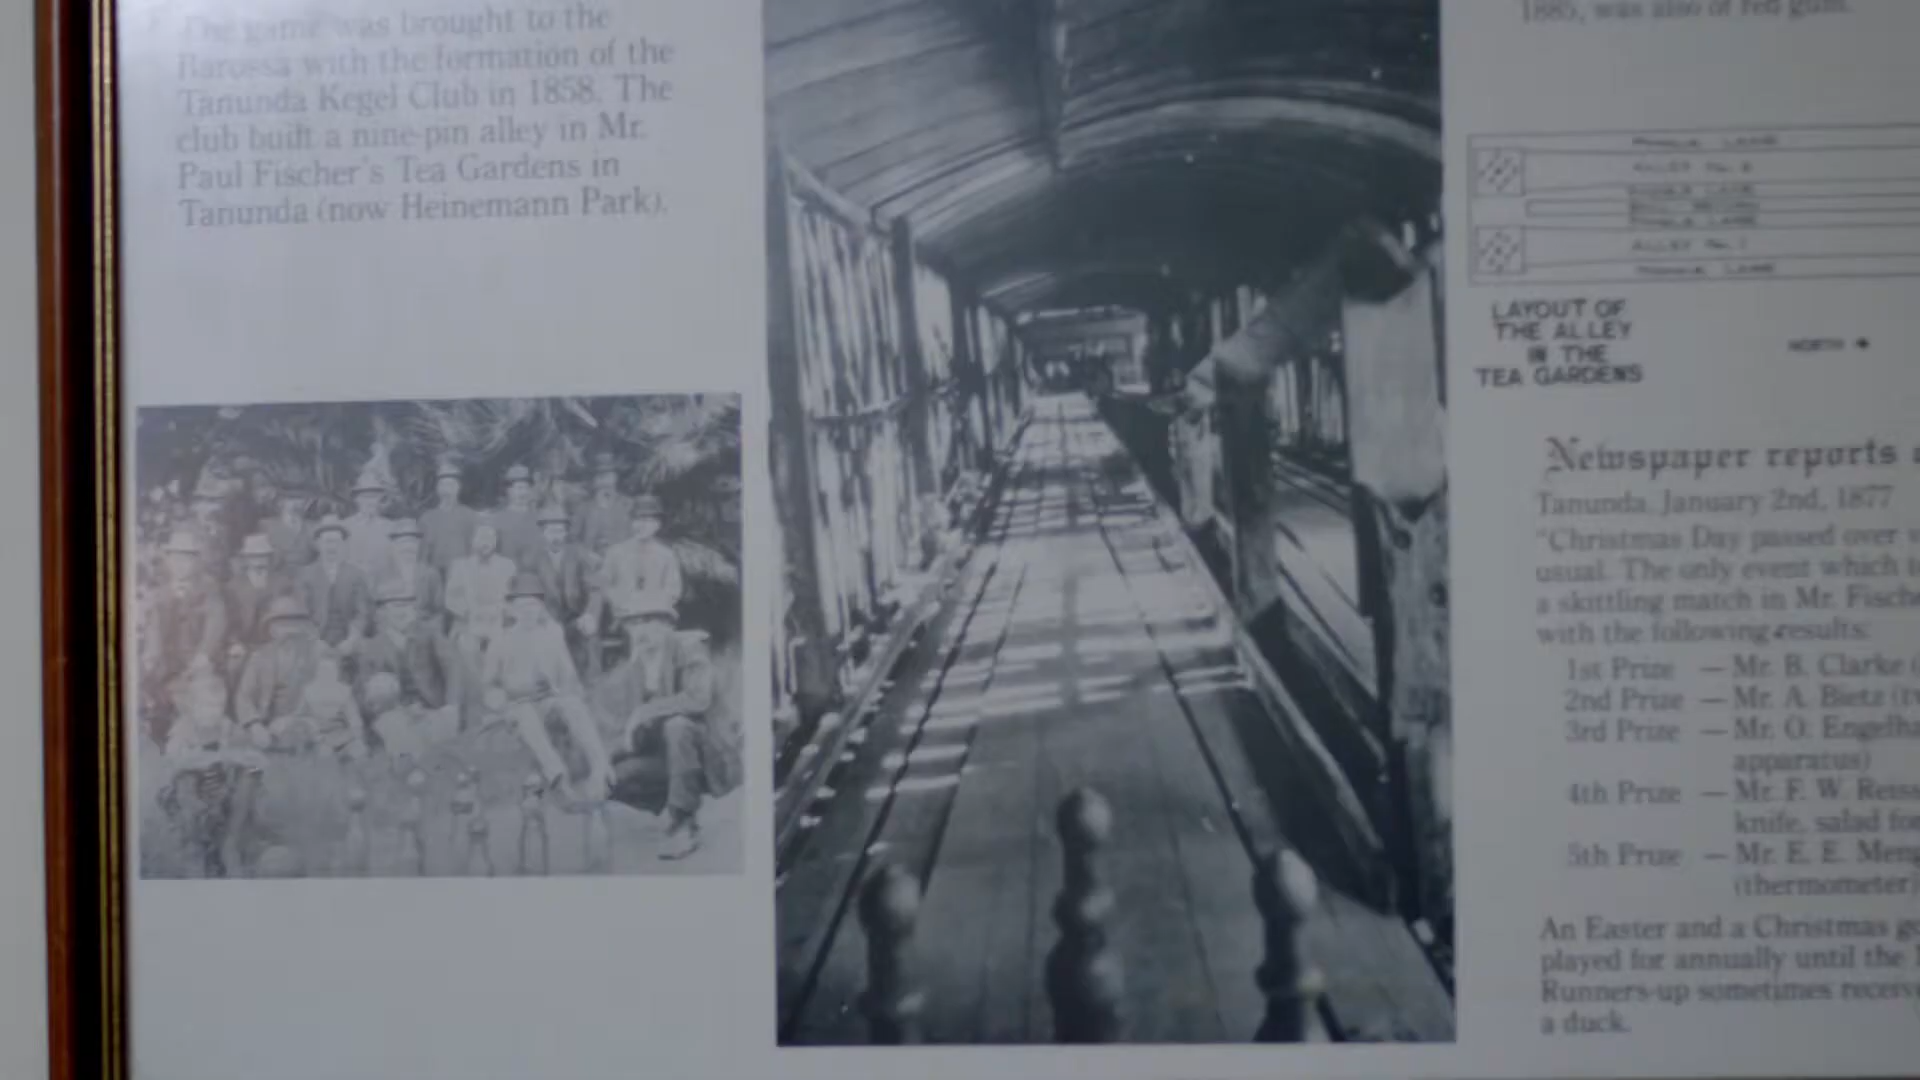 The game was brought to the
Barossa with the formation of the
Tanunda Kegel Club in 1858. The
club built a nine-pin alley in Mr.
Paul Fischer's Tea Gardens in
Tanunda (now Heinemann Park).
1885, was also of red gum.
ALLEY No.
ALLEY No. 1
LAYOUT OF
THE ALLEY
IN THE
TEA GARDENS
NORTH
Newspaper reports
Tanunda, January 2nd, 1877
"Christmas Day passed over
usual. The only event which
a skittling match in Mr.
with the following results:
1st Prize — Mr. B. Clarke
2nd Prize — Mr. A. Bietz
3rd Prize — Mr. O.
apparatus)
4th Prize — Mr. F. W.
knife, salad
5th Prize — Mr. E. E.
(thermometer)
An Easter and a Christmas
played for annually until the
Runners-up sometimes
a duck.